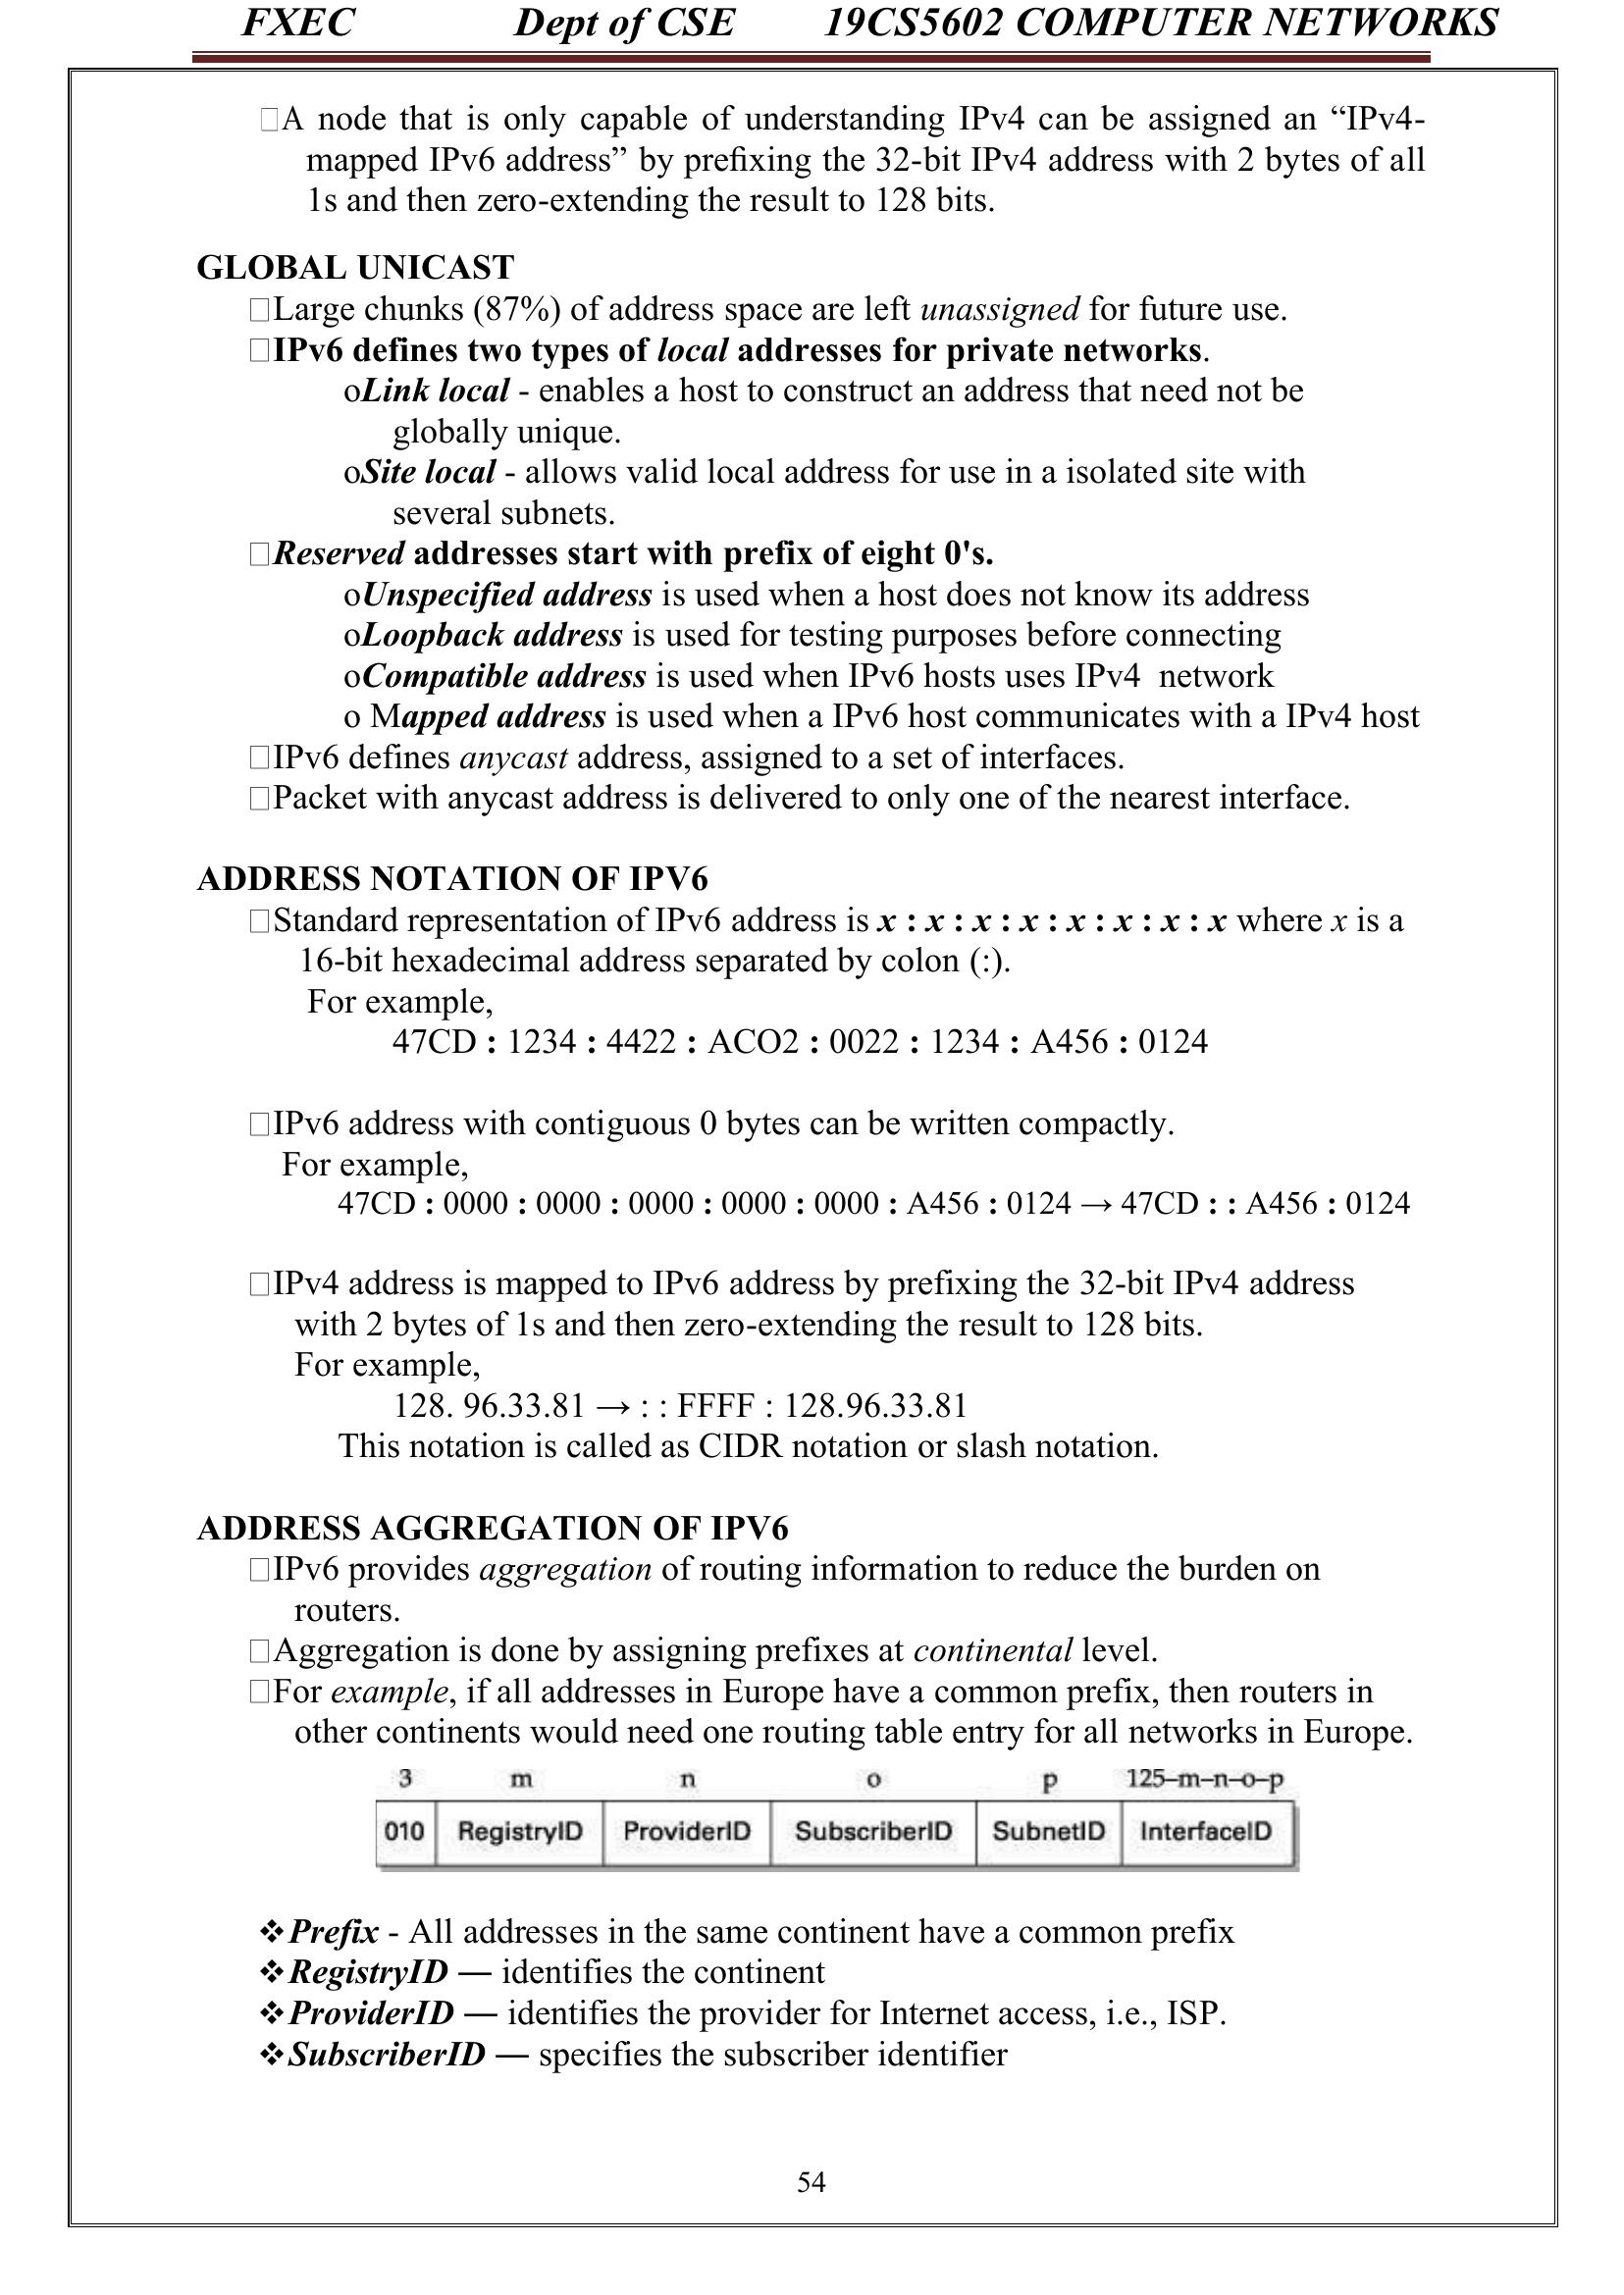 FXEC Dept of CSE 19CS5602 COMPUTER NETWORKS
□A node that is only capable of understanding IPv4 can be assigned an “IPv4-
mapped IPv6 address” by prefixing the 32-bit IPv4 address with 2 bytes of all
1s and then zero-extending the result to 128 bits.
GLOBAL UNICAST
□Large chunks (87%) of address space are left unassigned for future use.
□IPv6 defines two types of local addresses for private networks.
oLink local - enables a host to construct an address that need not be
globally unique.
oSite local - allows valid local address for use in a isolated site with
several subnets.
□Reserved addresses start with prefix of eight 0's.
oUnspecified address is used when a host does not know its address
oLoopback address is used for testing purposes before connecting
oCompatible address is used when IPv6 hosts uses IPv4 network
o Mapped address is used when a IPv6 host communicates with a IPv4 host
□IPv6 defines anycast address, assigned to a set of interfaces.
□Packet with anycast address is delivered to only one of the nearest interface.
ADDRESS NOTATION OF IPV6
□Standard representation of IPv6 address is x : x : x : x : x : x : x : x where x is a
16-bit hexadecimal address separated by colon (:).
For example,
47CD : 1234 : 4422 : ACO2 : 0022 : 1234 : A456 : 0124
□IPv6 address with contiguous 0 bytes can be written compactly.
For example,
47CD : 0000 : 0000 : 0000 : 0000 : 0000 : A456 : 0124 → 47CD : : A456 : 0124
□IPv4 address is mapped to IPv6 address by prefixing the 32-bit IPv4 address
with 2 bytes of 1s and then zero-extending the result to 128 bits.
For example,
128. 96.33.81 → : : FFFF : 128.96.33.81
This notation is called as CIDR notation or slash notation.
ADDRESS AGGREGATION OF IPV6
□IPv6 provides aggregation of routing information to reduce the burden on
routers.
□Aggregation is done by assigning prefixes at continental level.
□For example, if all addresses in Europe have a common prefix, then routers in
other continents would need one routing table entry for all networks in Europe.
3 m n o p 125–m–n–o–p
010 RegistryID ProviderID SubscriberID SubnetID InterfaceID
❖Prefix - All addresses in the same continent have a common prefix
❖RegistryID — identifies the continent
❖ProviderID — identifies the provider for Internet access, i.e., ISP.
❖SubscriberID — specifies the subscriber identifier
54